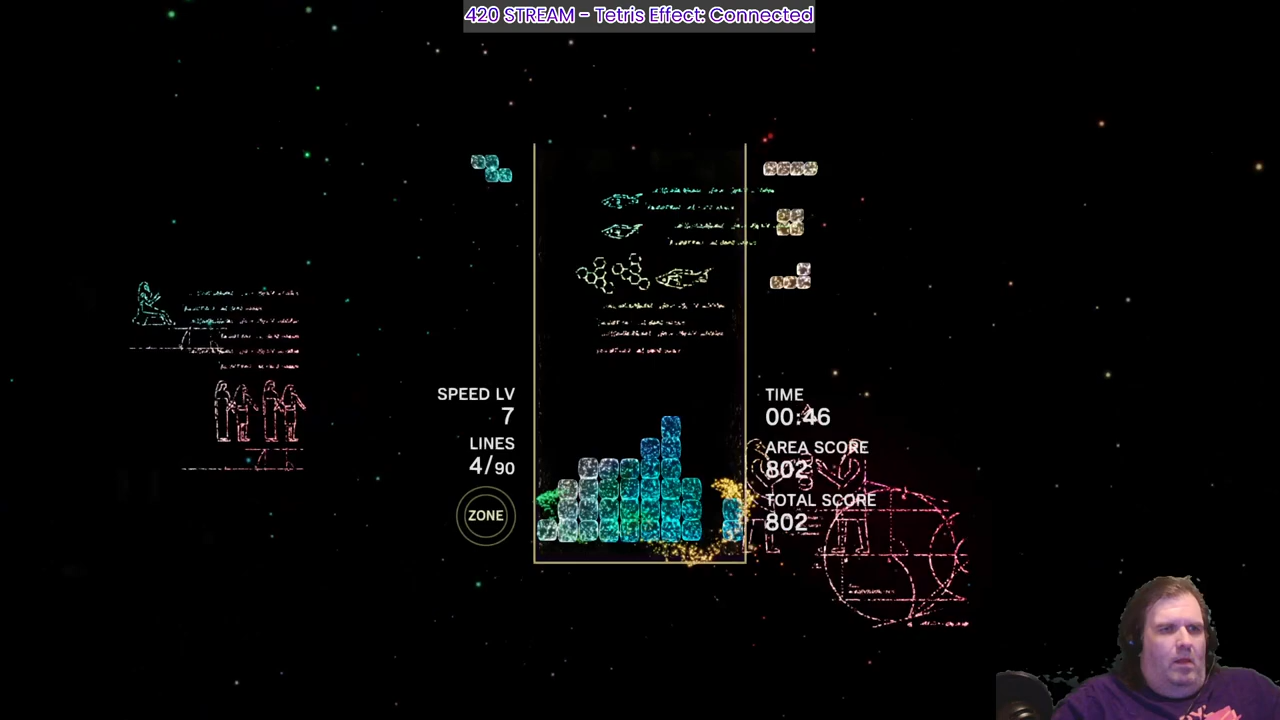 420 STREAM - Tetris Effect: Connected
SPEED LV
7
LINES
4/90
ZONE
TIME
00:46
AREA SCORE
802
TOTAL SCORE
802